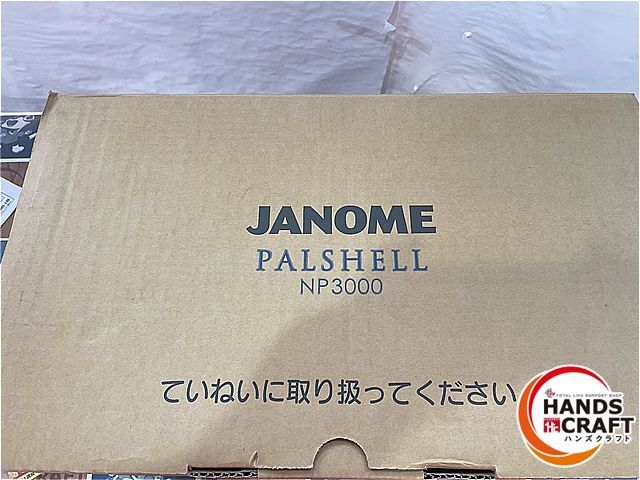 JANOME
PALSHELL
NP3000
ていねいに取り扱ってください
TOTAL LIFE SUPPORT SHOP
HANDS
CRAFT
ハンズクラフト